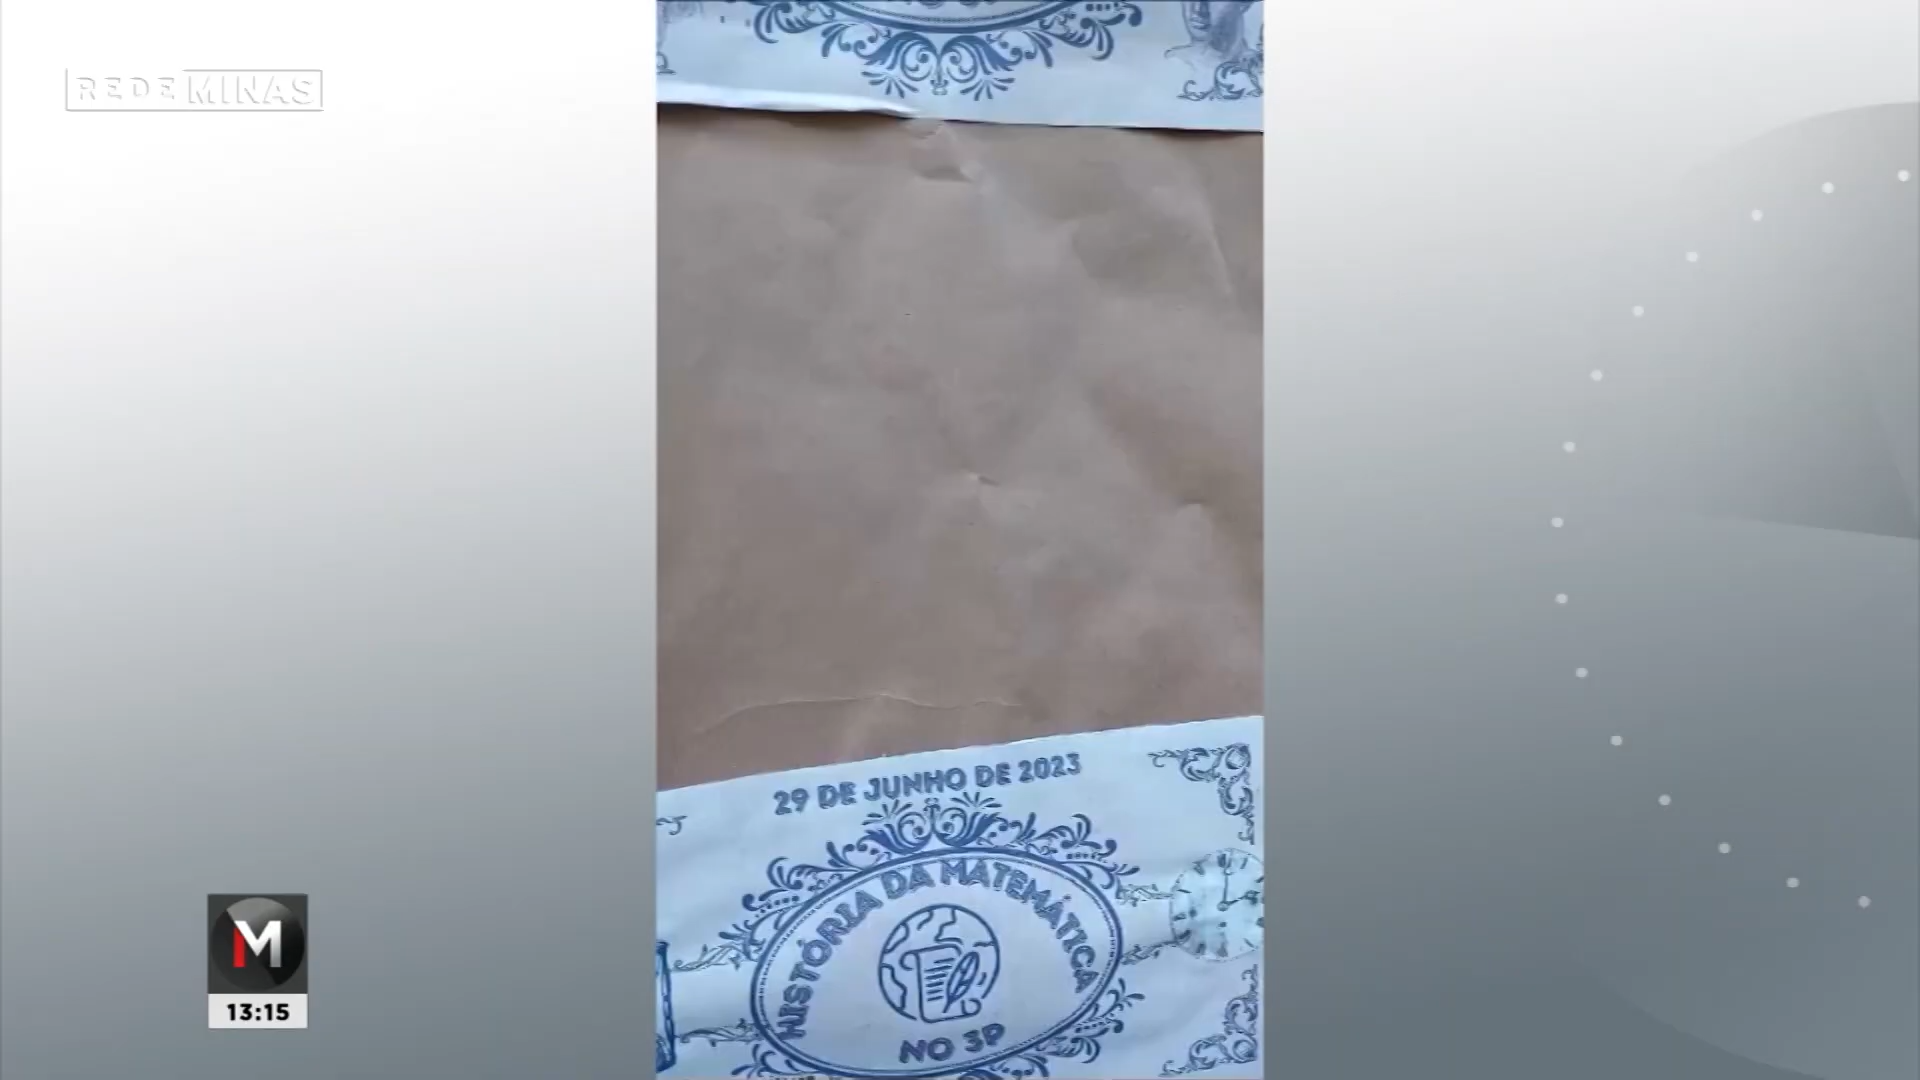 REDE MINAS
29 DE JUNHO DE 2023
HISTÓRIA DA MATEMÁTICA
NO 3P
M
13:15